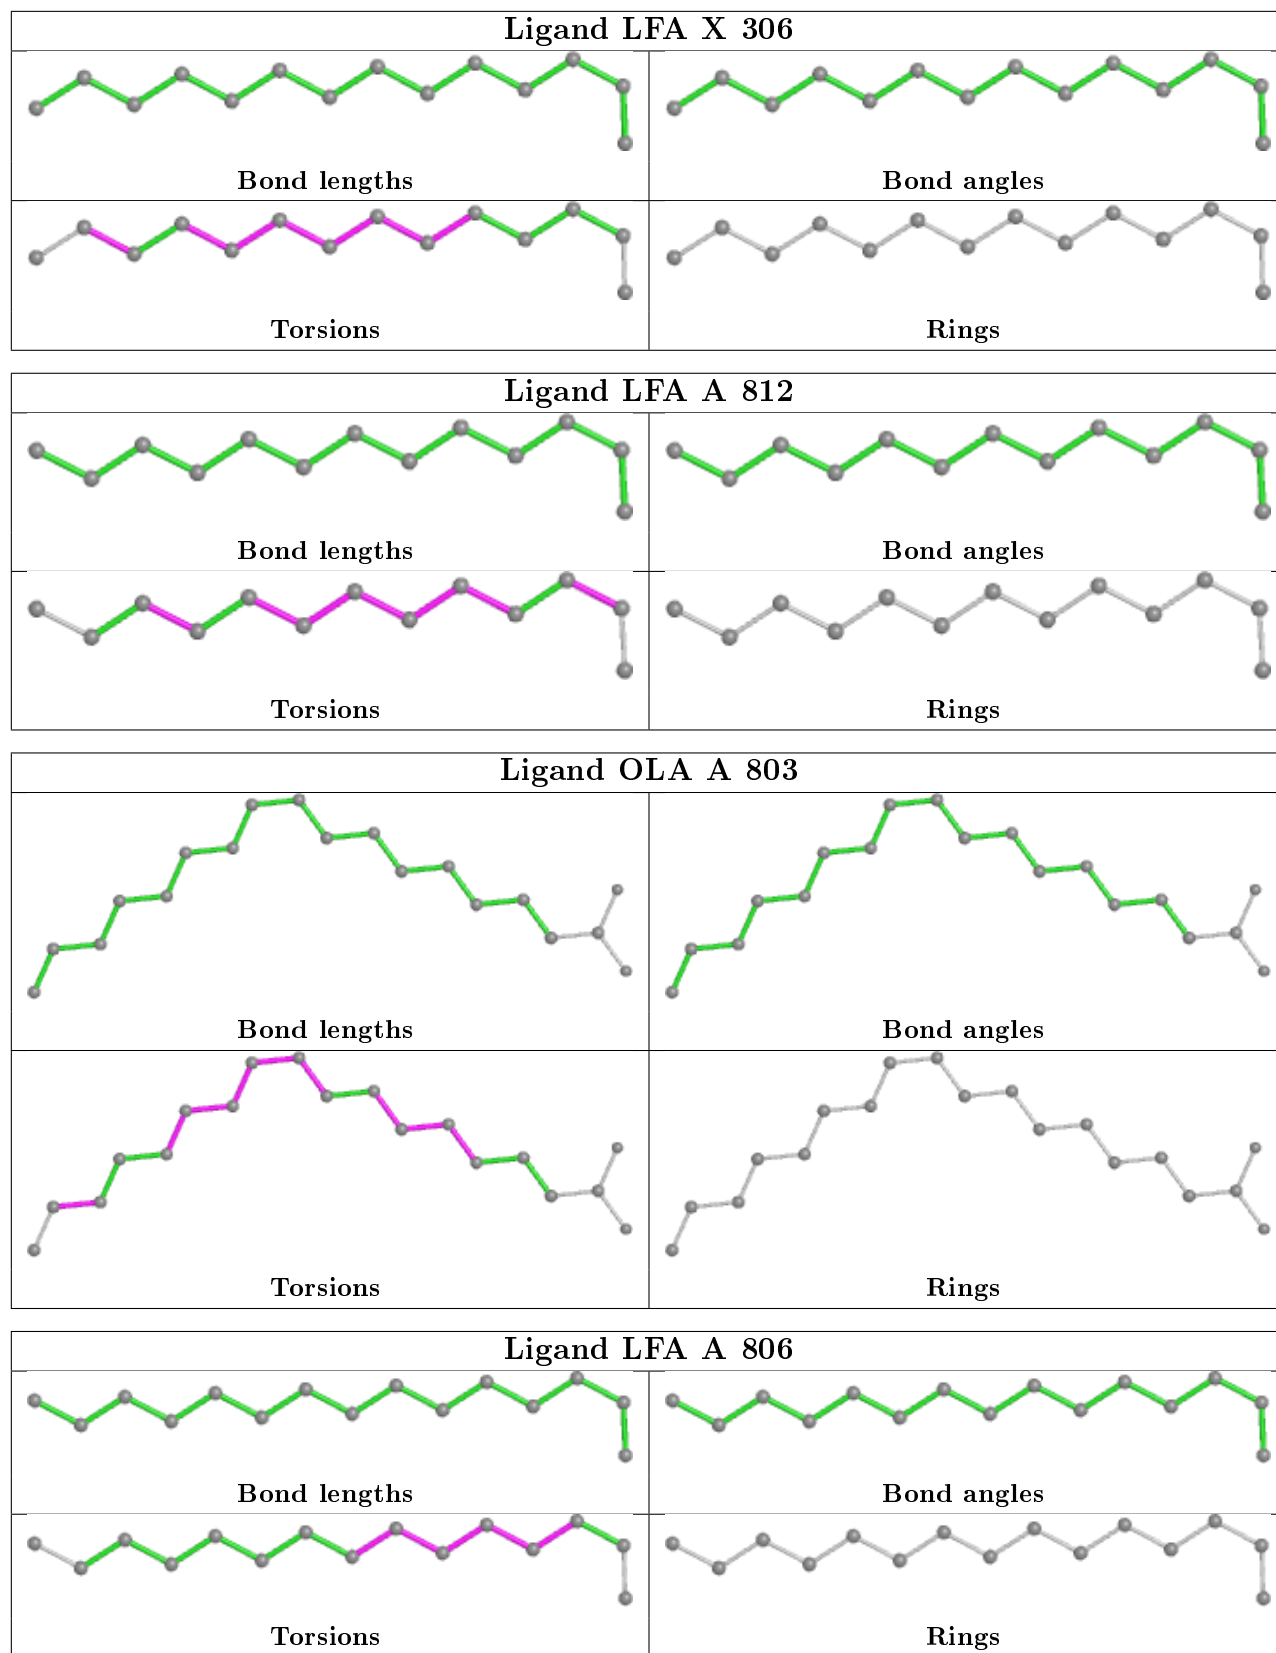 Ligand LFA X 306
Bond lengths Bond angles
Torsions Rings
Ligand LFA A 812
Bond lengths Bond angles
Torsions Rings
Ligand OLA A 803
Bond lengths Bond angles
Torsions Rings
Ligand LFA A 806
Bond lengths Bond angles
Torsions Rings